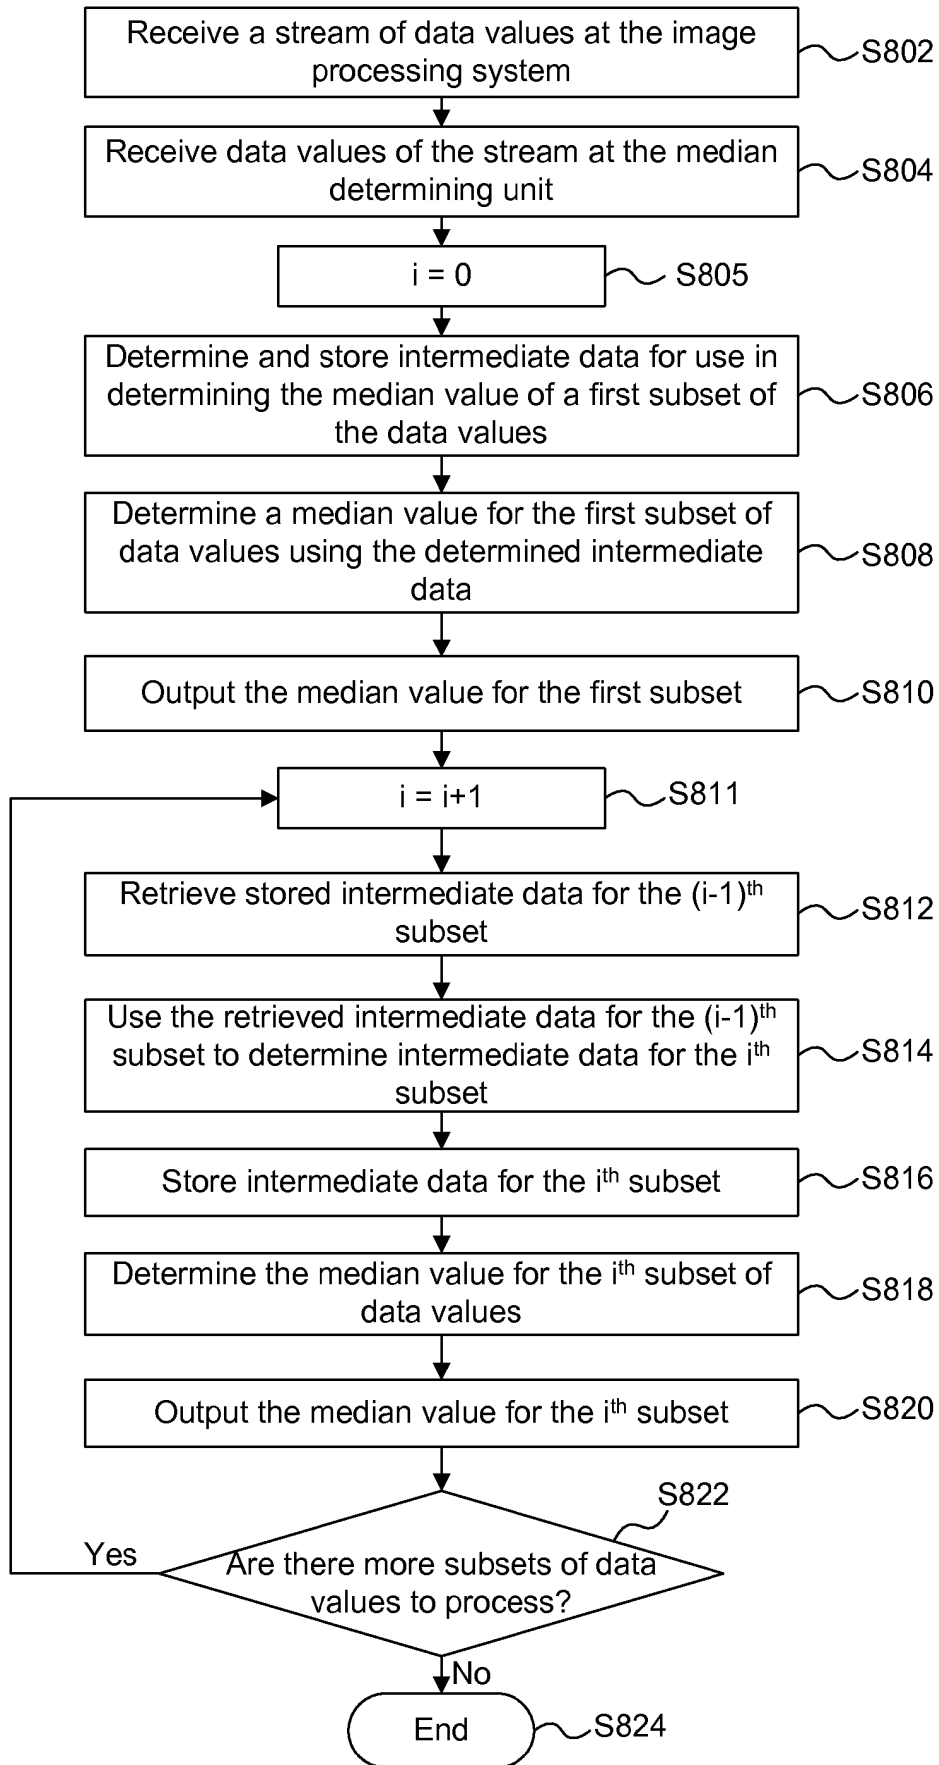 Receive a stream of data values at the image
processing system
S802
Receive data values of the stream at the median
determining unit
S804
i = 0
S805
Determine and store intermediate data for use in
determining the median value of a first subset of
the data values
S806
Determine a median value for the first subset of
data values using the determined intermediate
data
S808
Output the median value for the first subset
S810
i = i+1
S811
Retrieve stored intermediate data for the (i-1)th
subset
S812
Use the retrieved intermediate data for the (i-1)th
subset to determine intermediate data for the ith
subset
S814
Store intermediate data for the ith subset
S816
Determine the median value for the ith subset of
data values
S818
Output the median value for the ith subset
S820
S822
Yes
Are there more subsets of data
values to process?
No
End
S824